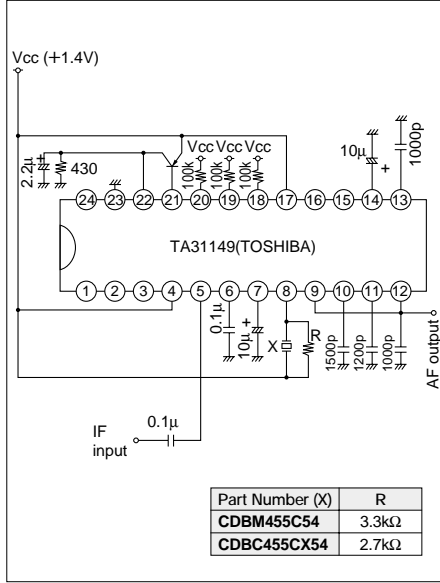 Vcc (+1.4V)
2.2μ
+
430
Vcc Vcc Vcc
100k
100k
100k
10μ
+
1000p
24 23 22 21 20 19 18 17 16 15 14 13
TA31149(TOSHIBA)
1 2 3 4 5 6 7 8 9 10 11 12
0.1μ
10μ
+
X
R
1500p
1200p
1000p
AF output
0.1μ
IF
input
Part Number (X) R
CDBM455C54 3.3kΩ
CDBC455CX54 2.7kΩ